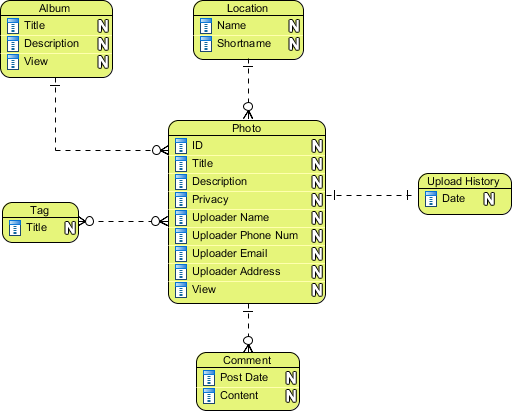 Album
Title
Description
View
Location
Name
Shortname
Photo
ID
Title
Description
Privacy
Uploader Name
Uploader Phone Num
Uploader Email
Uploader Address
View
Tag
Title
Upload History
Date
Comment
Post Date
Content